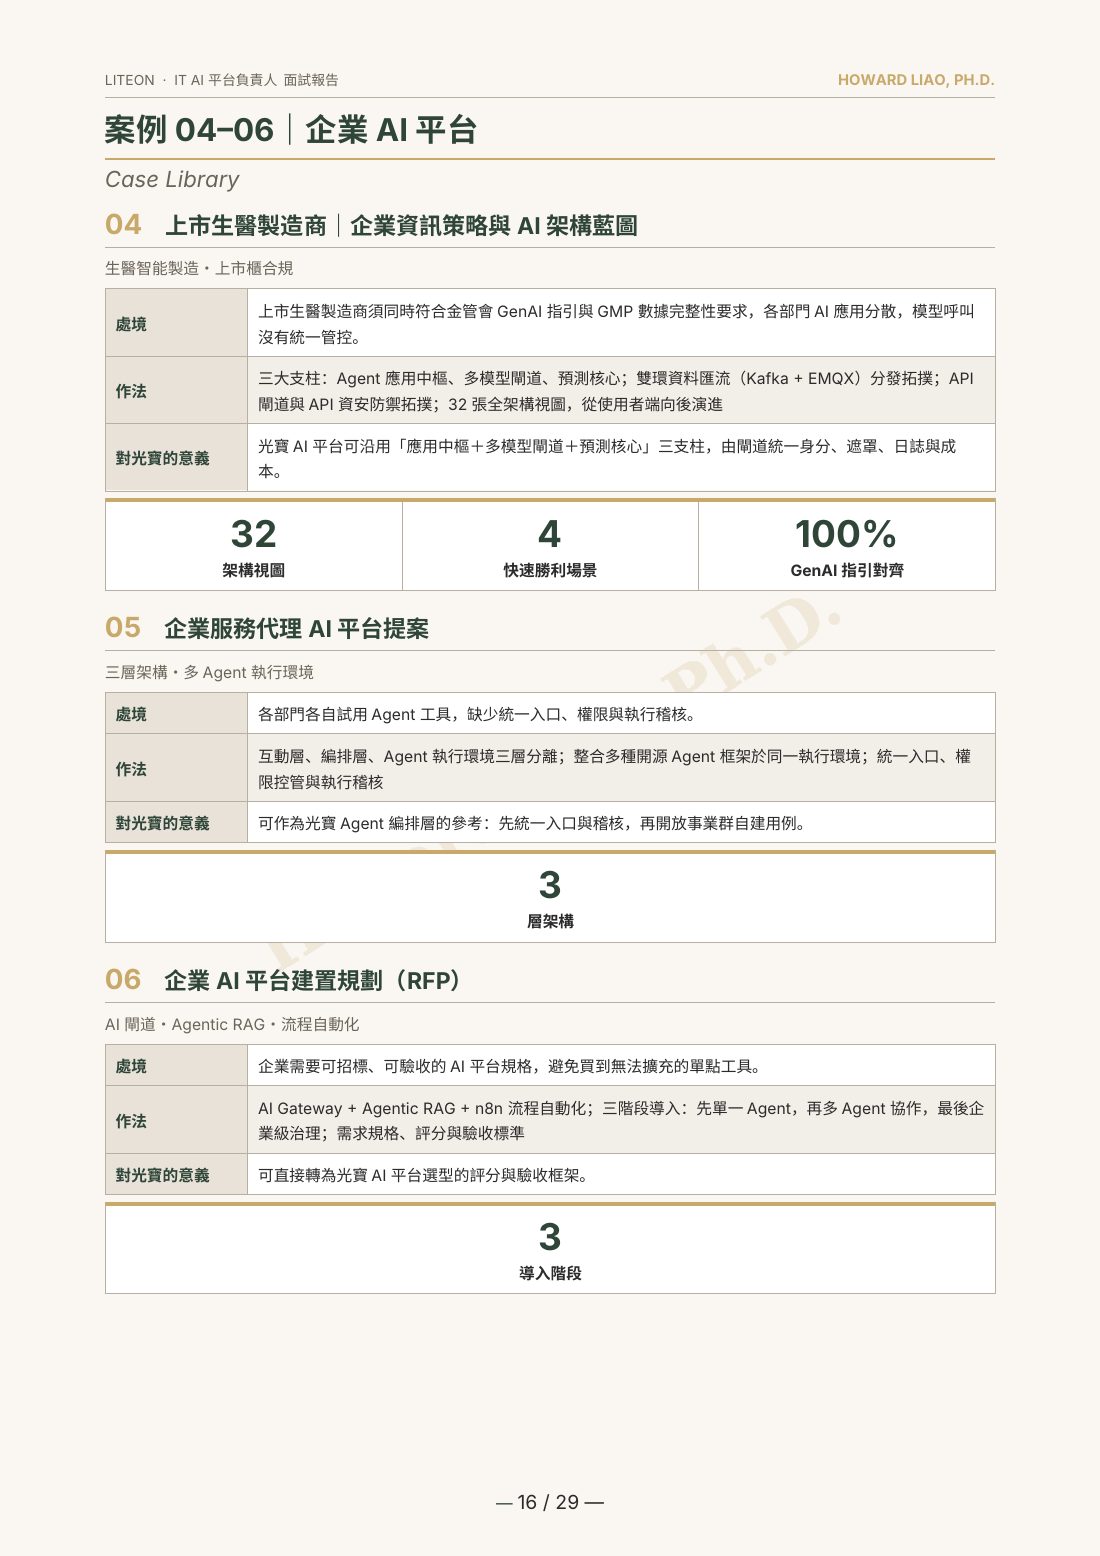 LITEON · IT AI 平台負責人 面試報告
HOWARD LIAO, PH.D.
案例 04–06｜企業 AI 平台
Case Library
04 上市生醫製造商｜企業資訊策略與 AI 架構藍圖
生醫智能製造・上市櫃合規
處境
上市生醫製造商須同時符合金管會 GenAI 指引與 GMP 數據完整性要求，各部門 AI 應用分散，模型呼叫
沒有統一管控。
作法
三大支柱：Agent 應用中樞、多模型閘道、預測核心；雙環資料匯流（Kafka + EMQX）分發拓撲；API
閘道與 API 資安防禦拓撲；32 張全架構視圖，從使用者端向後演進
對光寶的意義
光寶 AI 平台可沿用「應用中樞＋多模型閘道＋預測核心」三支柱，由閘道統一身分、遮罩、日誌與成
本。
32
架構視圖
4
快速勝利場景
100%
GenAI 指引對齊
05 企業服務代理 AI 平台提案
三層架構・多 Agent 執行環境
處境
各部門各自試用 Agent 工具，缺少統一入口、權限與執行稽核。
作法
互動層、編排層、Agent 執行環境三層分離；整合多種開源 Agent 框架於同一執行環境；統一入口、權
限控管與執行稽核
對光寶的意義
可作為光寶 Agent 編排層的參考：先統一入口與稽核，再開放事業群自建用例。
3
層架構
06 企業 AI 平台建置規劃（RFP）
AI 閘道・Agentic RAG・流程自動化
處境
企業需要可招標、可驗收的 AI 平台規格，避免買到無法擴充的單點工具。
作法
AI Gateway + Agentic RAG + n8n 流程自動化；三階段導入：先單一 Agent，再多 Agent 協作，最後企
業級治理；需求規格、評分與驗收標準
對光寶的意義
可直接轉為光寶 AI 平台選型的評分與驗收框架。
3
導入階段
Ph.D.
— 16 / 29 —